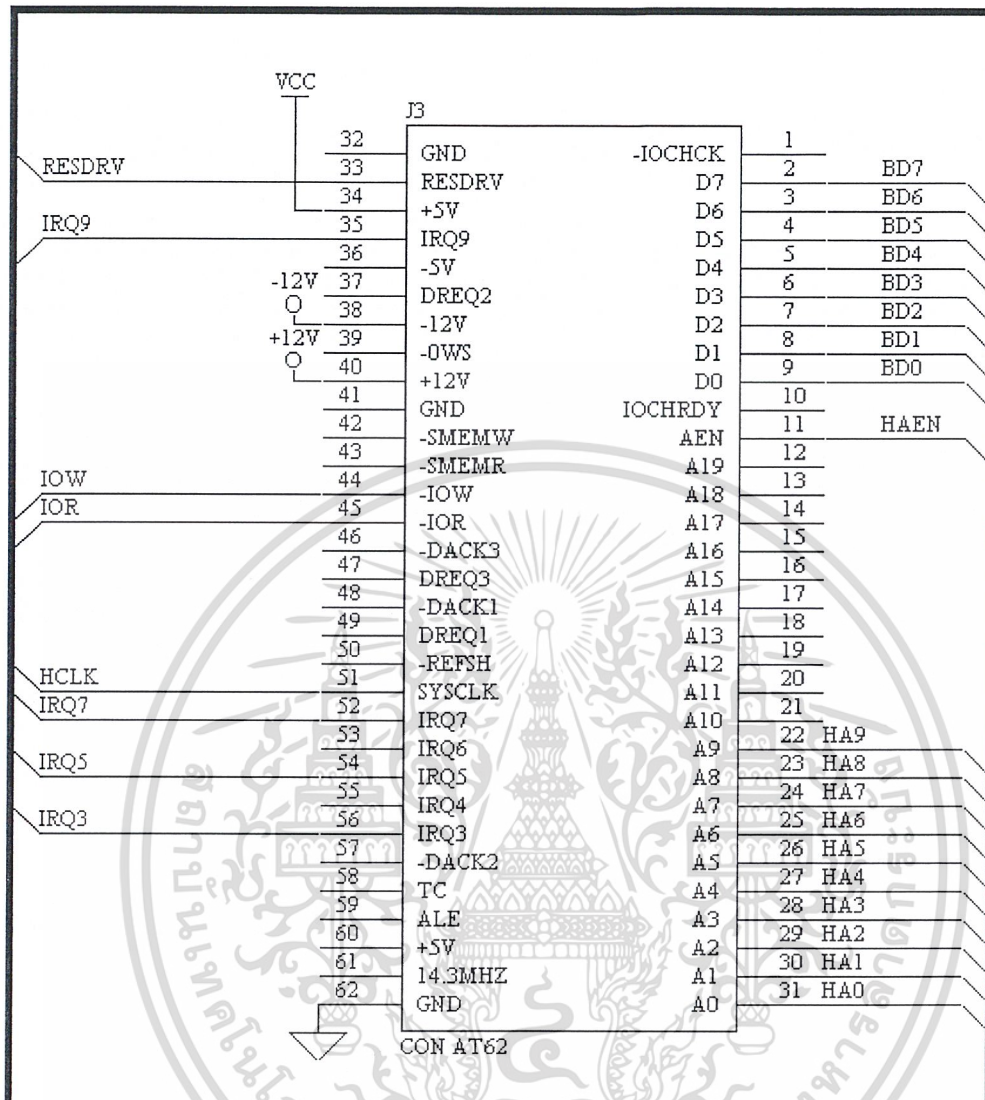 VCC
J3
32 GND -IOCHCK 1
RESDRV 33 RESDRV D7 2 BD7
34 +5V D6 3 BD6
IRQ9 35 IRQ9 D5 4 BD5
36 -5V D4 5 BD4
-12V 37 DREQ2 D3 6 BD3
38 -12V D2 7 BD2
+12V 39 -0WS D1 8 BD1
40 +12V D0 9 BD0
41 GND IOCHRDY 10
42 -SMEMW AEN 11 HAEN
43 -SMEMR A19 12
IOW 44 -IOW A18 13
IOR 45 -IOR A17 14
46 -DACK3 A16 15
47 DREQ3 A15 16
48 -DACK1 A14 17
49 DREQ1 A13 18
50 -REFSH A12 19
HCLK 51 SYSCLK A11 20
IRQ7 52 IRQ7 A10 21
53 IRQ6 A9 22 HA9
IRQ5 54 IRQ5 A8 23 HA8
55 IRQ4 A7 24 HA7
IRQ3 56 IRQ3 A6 25 HA6
57 -DACK2 A5 26 HA5
58 TC A4 27 HA4
59 ALE A3 28 HA3
60 +5V A2 29 HA2
61 14.3MHZ A1 30 HA1
62 GND A0 31 HA0
CON AT62